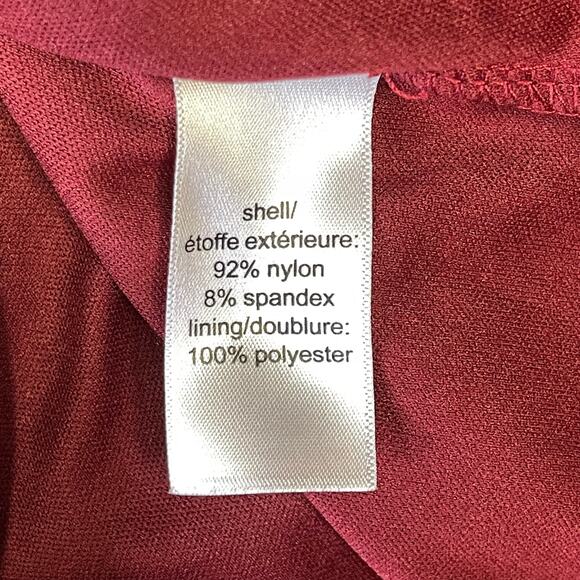 shell/
étoffe extérieure:
92% nylon
8% spandex
lining/doublure:
100% polyester